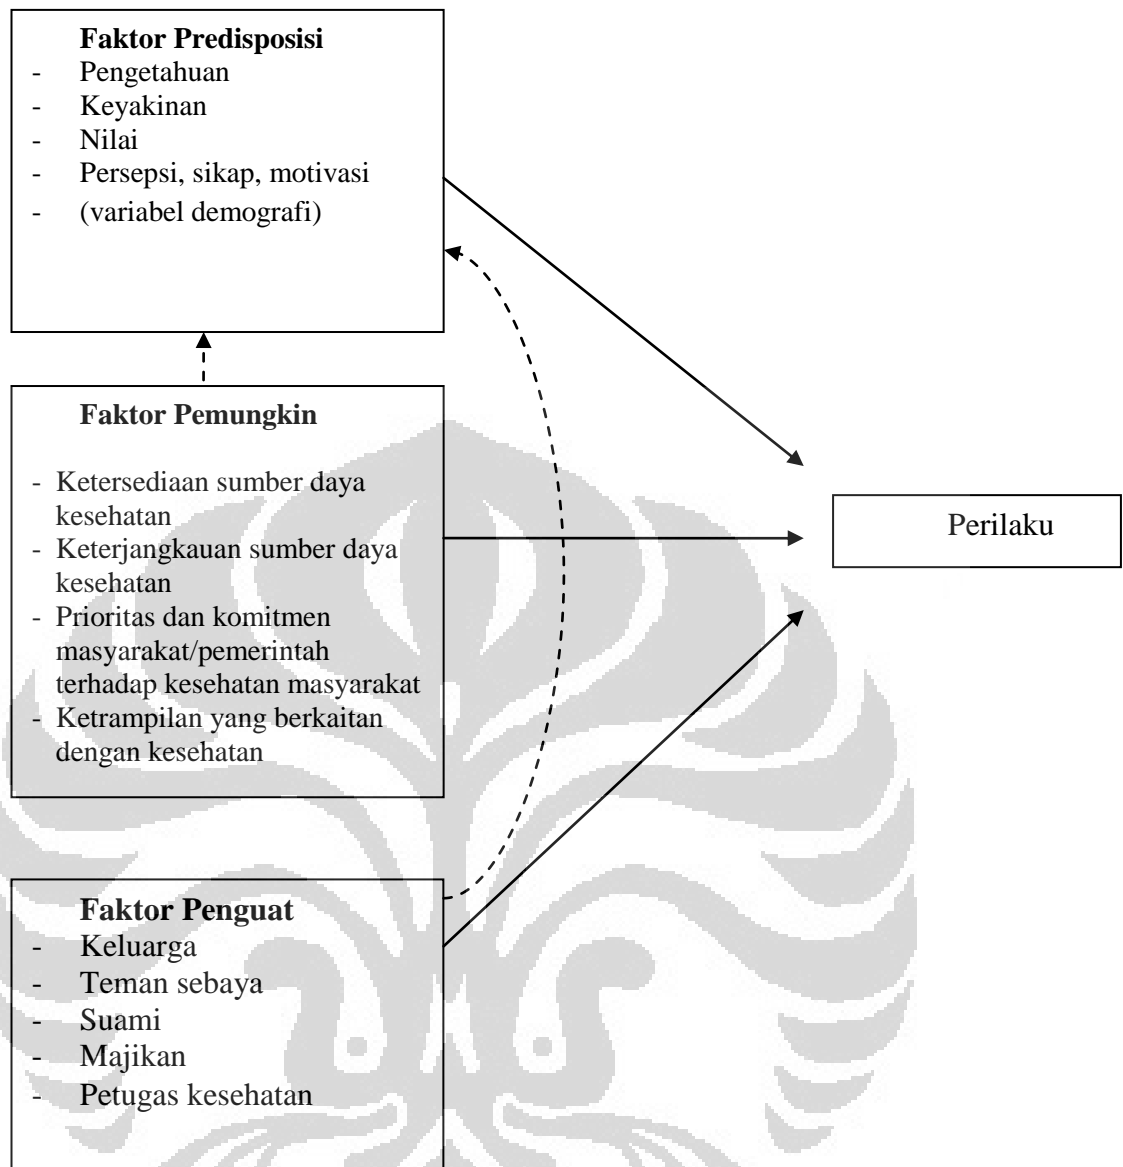 Faktor Predisposisi
- Pengetahuan
- Keyakinan
- Nilai
- Persepsi, sikap, motivasi
- (variabel demografi)
Faktor Pemungkin
- Ketersediaan sumber daya
kesehatan
- Keterjangkauan sumber daya
kesehatan
- Prioritas dan komitmen
masyarakat/pemerintah
terhadap kesehatan masyarakat
- Ketrampilan yang berkaitan
dengan kesehatan
Perilaku
Faktor Penguat
- Keluarga
- Teman sebaya
- Suami
- Majikan
- Petugas kesehatan